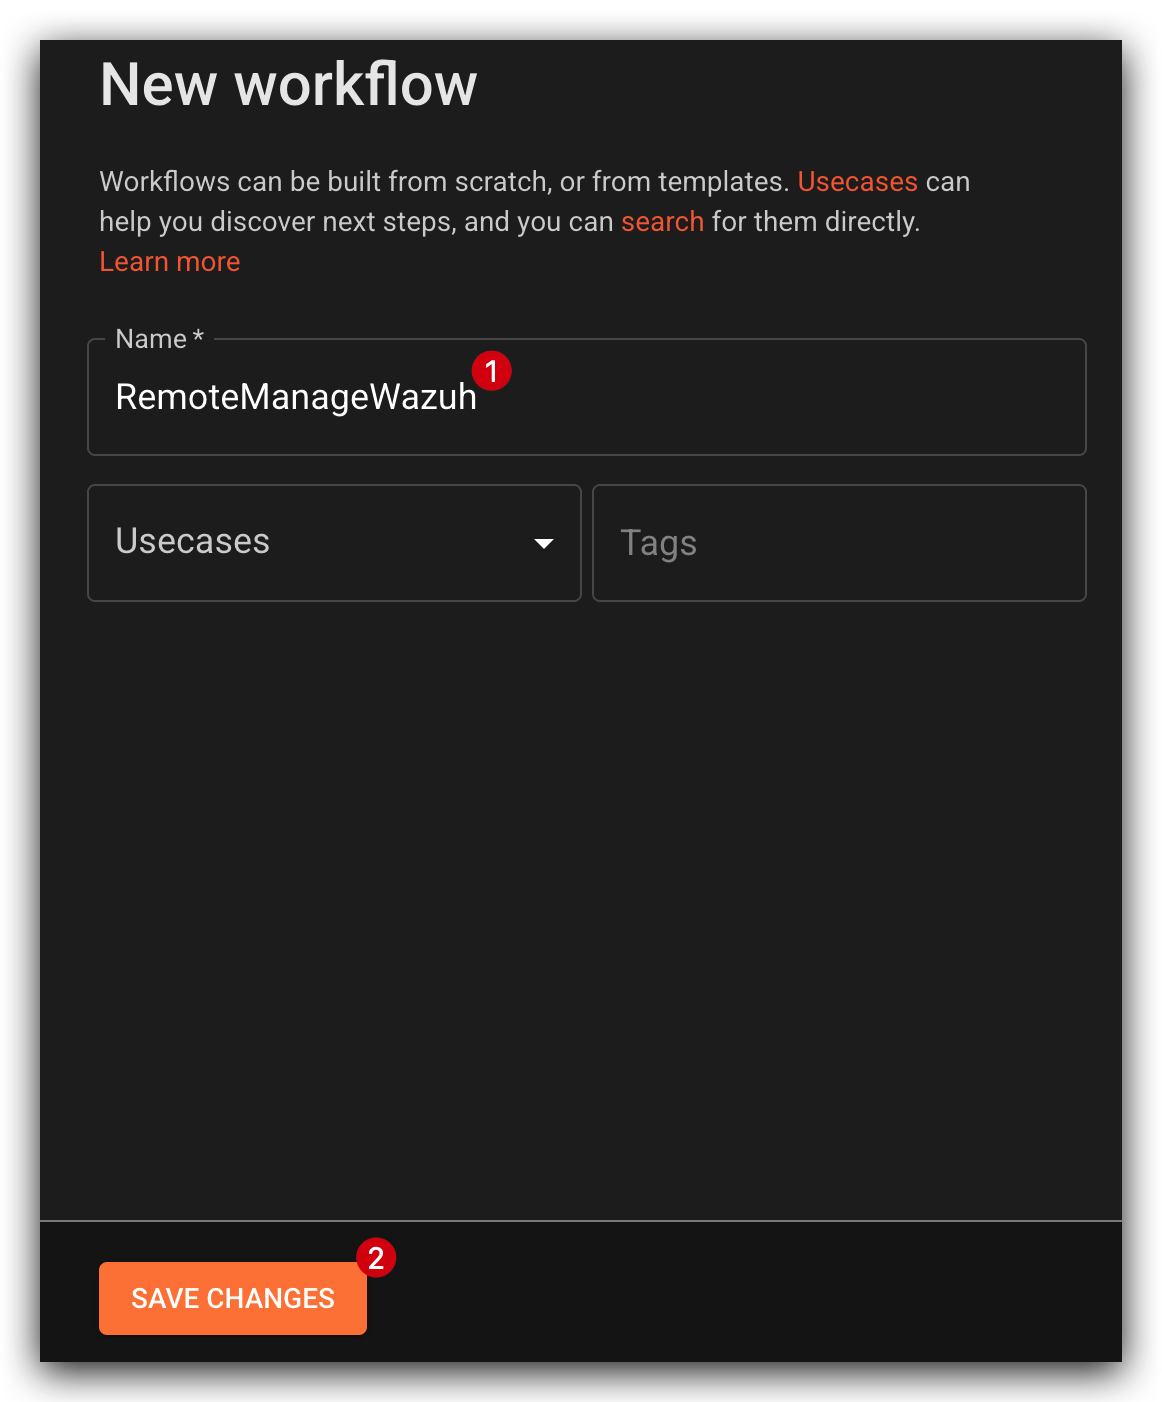 New workflow
Workflows can be built from scratch, or from templates. Usecases can
help you discover next steps, and you can search for them directly.
Learn more
Name *
RemoteManageWazuh
1
Usecases
Tags
2
SAVE CHANGES